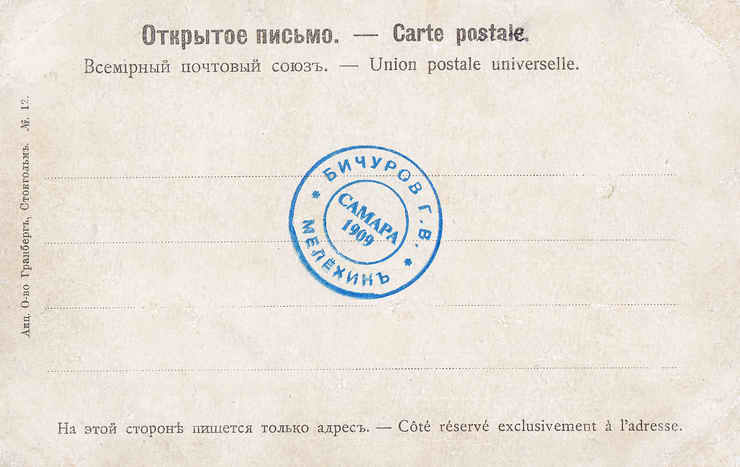 Открытое письмо. — Carte postale.
Всемірный почтовый союзъ. — Union postale universelle.
Акц. О-во Гранбергъ, Стокгольмъ. №. 12.
* БИЧУРОВ Г. В. *
САМАРА
1909
МЕЛЁХИНЪ
На этой сторонѣ пишется только адресъ. — Côté réservé exclusivement à l'adresse.